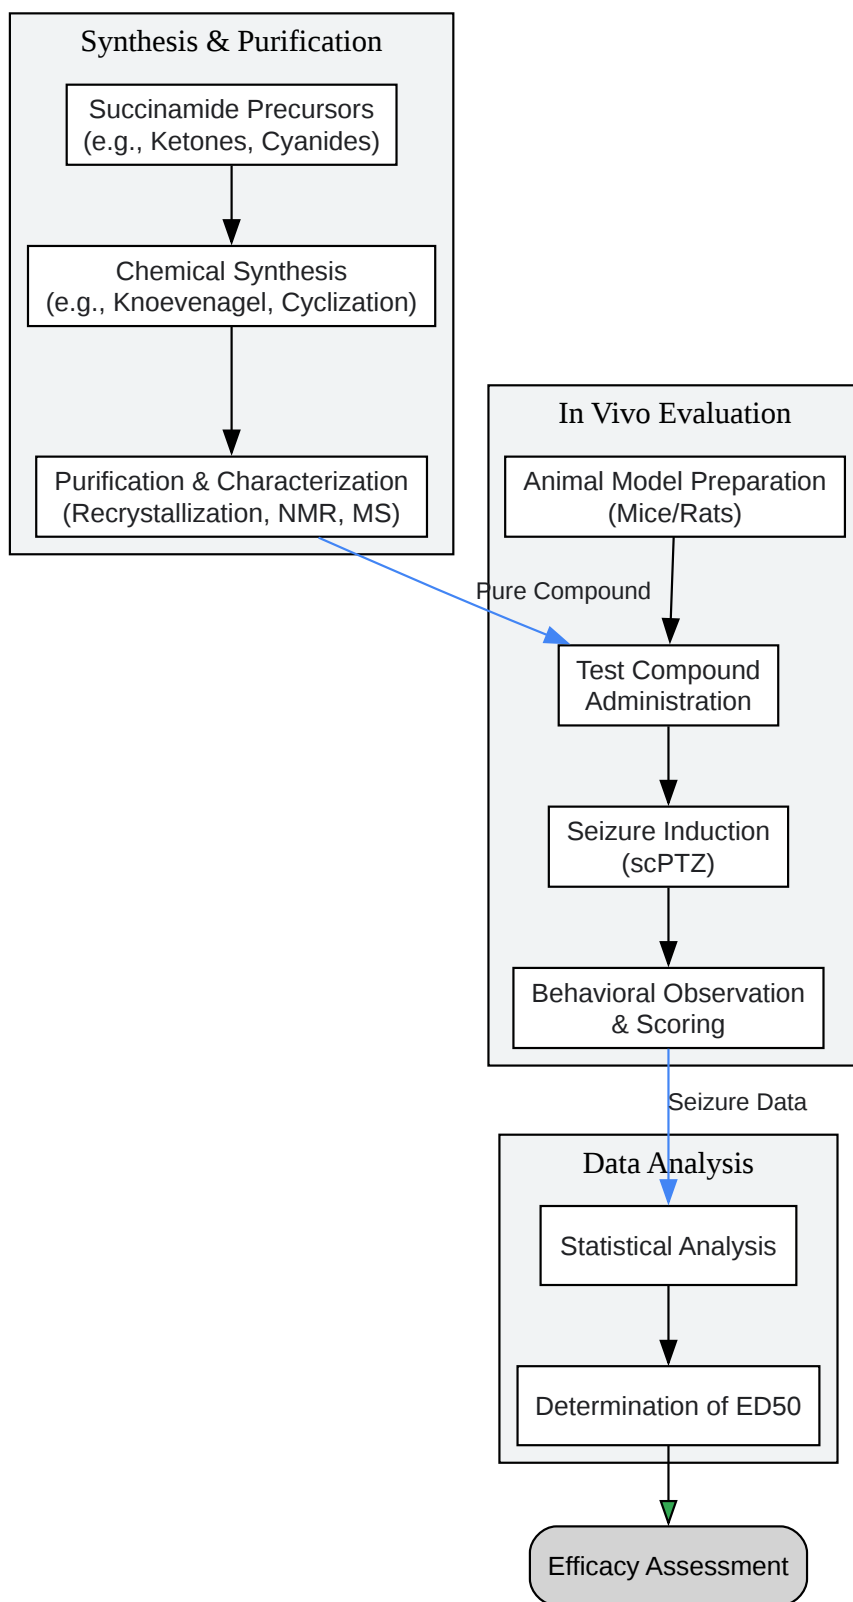 Synthesis & Purification
Succinamide Precursors
(e.g., Ketones, Cyanides)
Chemical Synthesis
(e.g., Knoevenagel, Cyclization)
Purification & Characterization
(Recrystallization, NMR, MS)
In Vivo Evaluation
Animal Model Preparation
(Mice/Rats)
Pure Compound
Test Compound
Administration
Seizure Induction
(scPTZ)
Behavioral Observation
& Scoring
Seizure Data
Data Analysis
Statistical Analysis
Determination of ED50
Efficacy Assessment